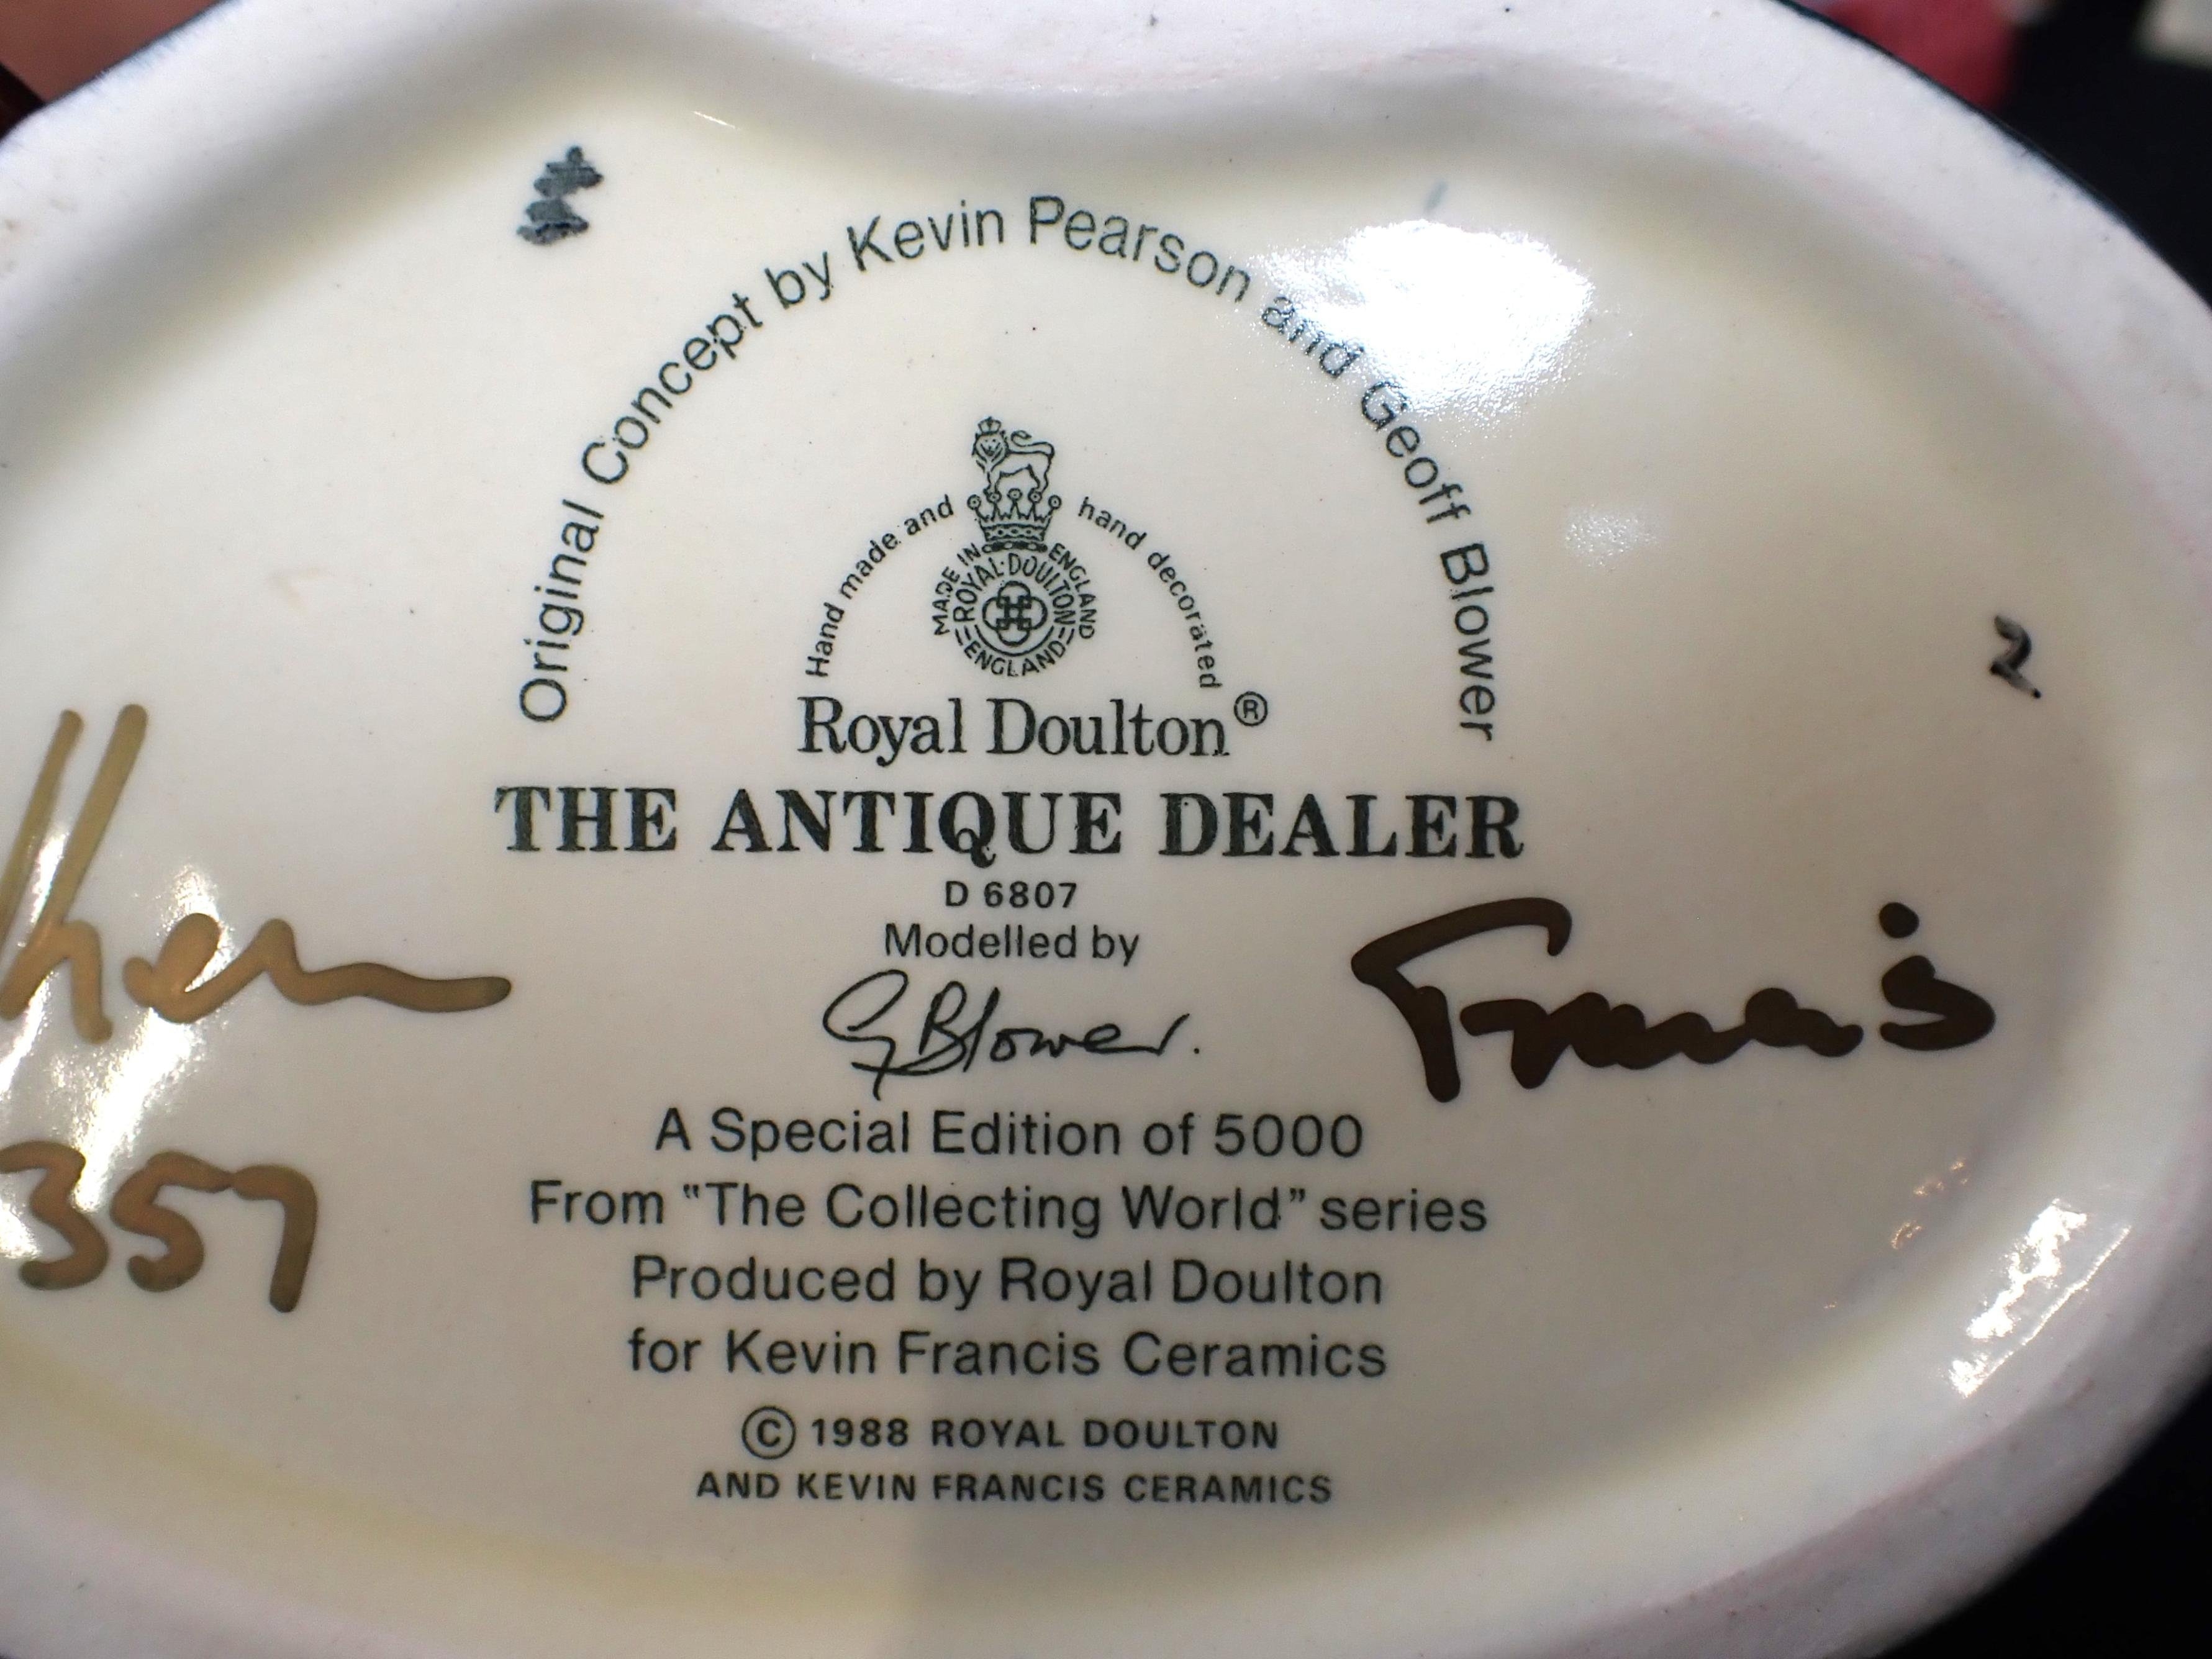 Original Concept by Kevin Pearson and Geoff Blower
Hand made and hand decorated
MADE IN ENGLAND
ROYAL·DOULTON
ENGLAND
Royal Doulton®
THE ANTIQUE DEALER
D 6807
Modelled by
G Blower.
A Special Edition of 5000
From "The Collecting World" series
Produced by Royal Doulton
for Kevin Francis Ceramics
© 1988 ROYAL DOULTON
AND KEVIN FRANCIS CERAMICS
Francis
357
2